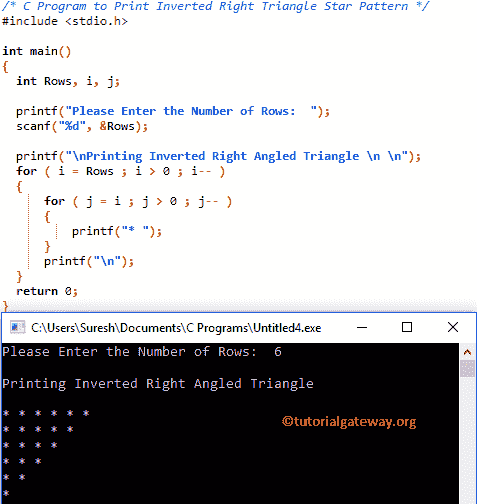 /* C Program to Print Inverted Right Triangle Star Pattern */
#include <stdio.h>
int main()
{
int Rows, i, j;
printf("Please Enter the Number of Rows:  ");
scanf("%d", &Rows);
printf("\nPrinting Inverted Right Angled Triangle \n \n");
for ( i = Rows ; i > 0 ; i-- )
{
for ( j = i ; j > 0 ; j-- )
{
printf("* ");
}
printf("\n");
}
return 0;
}
C:\Users\Suresh\Documents\C Programs\Untitled4.exe
Please Enter the Number of Rows:  6
Printing Inverted Right Angled Triangle
* * * * * *
* * * * *
©tutorialgateway.org
* * * *
* * *
* *
*